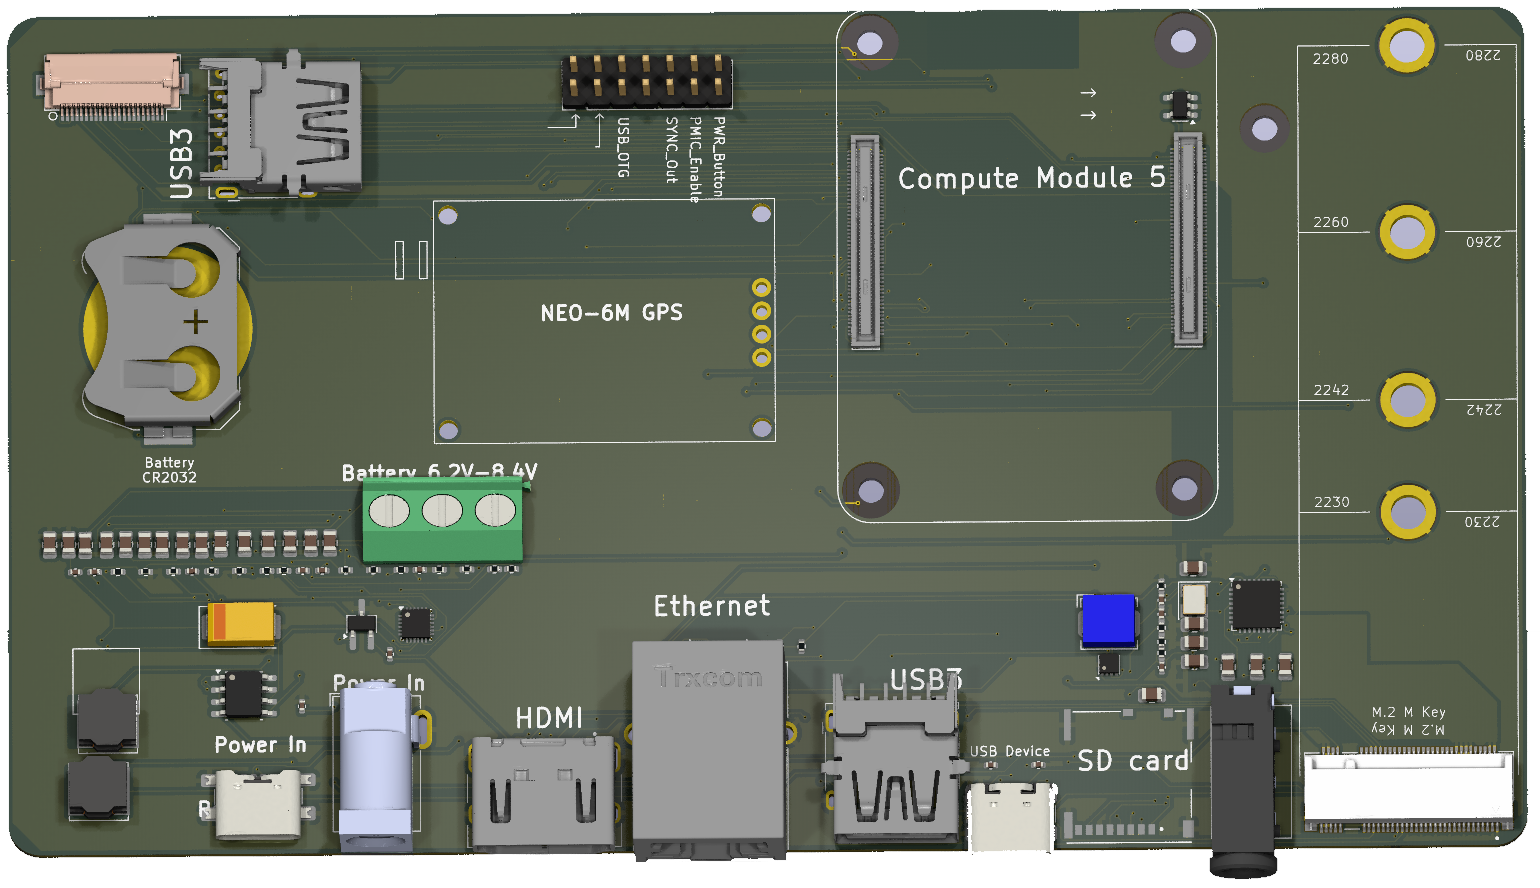 2280
2280
USB3
USB_OTG
SYNC_Out
PMIC_Enable
PWR_Button
Compute Module 5
2260
2260
NEO-6M GPS
+
2242
2242
Battery
CR2032
Battery 6.2V-8.4V
2230
2230
Ethernet
Power In
Trxcom
USB3
HDMI
M.2 M Key
M.2 M Key
Power In
USB Device
SD card